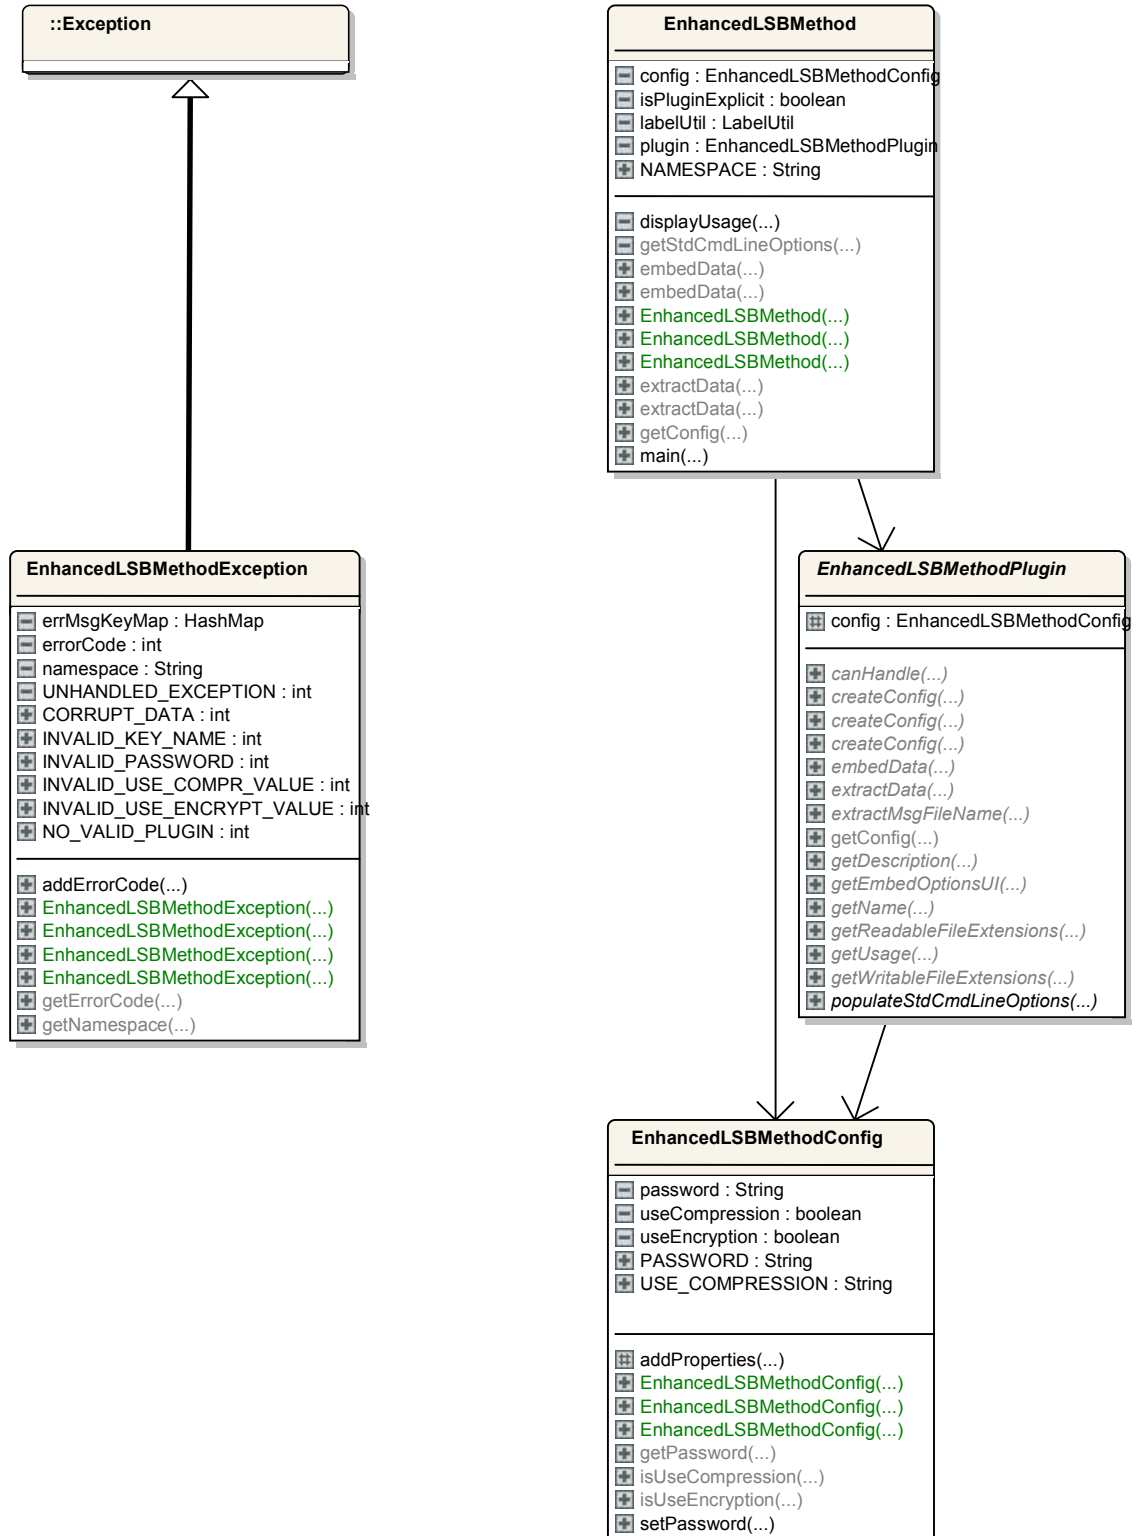 ::Exception
EnhancedLSBMethod
config : EnhancedLSBMethodConfig
isPluginExplicit : boolean
labelUtil : LabelUtil
plugin : EnhancedLSBMethodPlugin
NAMESPACE : String
displayUsage(...)
getStdCmdLineOptions(...)
embedData(...)
embedData(...)
EnhancedLSBMethod(...)
EnhancedLSBMethod(...)
EnhancedLSBMethod(...)
extractData(...)
extractData(...)
getConfig(...)
main(...)
EnhancedLSBMethodException
errMsgKeyMap : HashMap
errorCode : int
namespace : String
UNHANDLED_EXCEPTION : int
CORRUPT_DATA : int
INVALID_KEY_NAME : int
INVALID_PASSWORD : int
INVALID_USE_COMPR_VALUE : int
INVALID_USE_ENCRYPT_VALUE : int
NO_VALID_PLUGIN : int
addErrorCode(...)
EnhancedLSBMethodException(...)
EnhancedLSBMethodException(...)
EnhancedLSBMethodException(...)
EnhancedLSBMethodException(...)
getErrorCode(...)
getNamespace(...)
EnhancedLSBMethodPlugin
config : EnhancedLSBMethodConfig
canHandle(...)
createConfig(...)
createConfig(...)
createConfig(...)
embedData(...)
extractData(...)
extractMsgFileName(...)
getConfig(...)
getDescription(...)
getEmbedOptionsUI(...)
getName(...)
getReadableFileExtensions(...)
getUsage(...)
getWritableFileExtensions(...)
populateStdCmdLineOptions(...)
EnhancedLSBMethodConfig
password : String
useCompression : boolean
useEncryption : boolean
PASSWORD : String
USE_COMPRESSION : String
addProperties(...)
EnhancedLSBMethodConfig(...)
EnhancedLSBMethodConfig(...)
EnhancedLSBMethodConfig(...)
getPassword(...)
isUseCompression(...)
isUseEncryption(...)
setPassword(...)